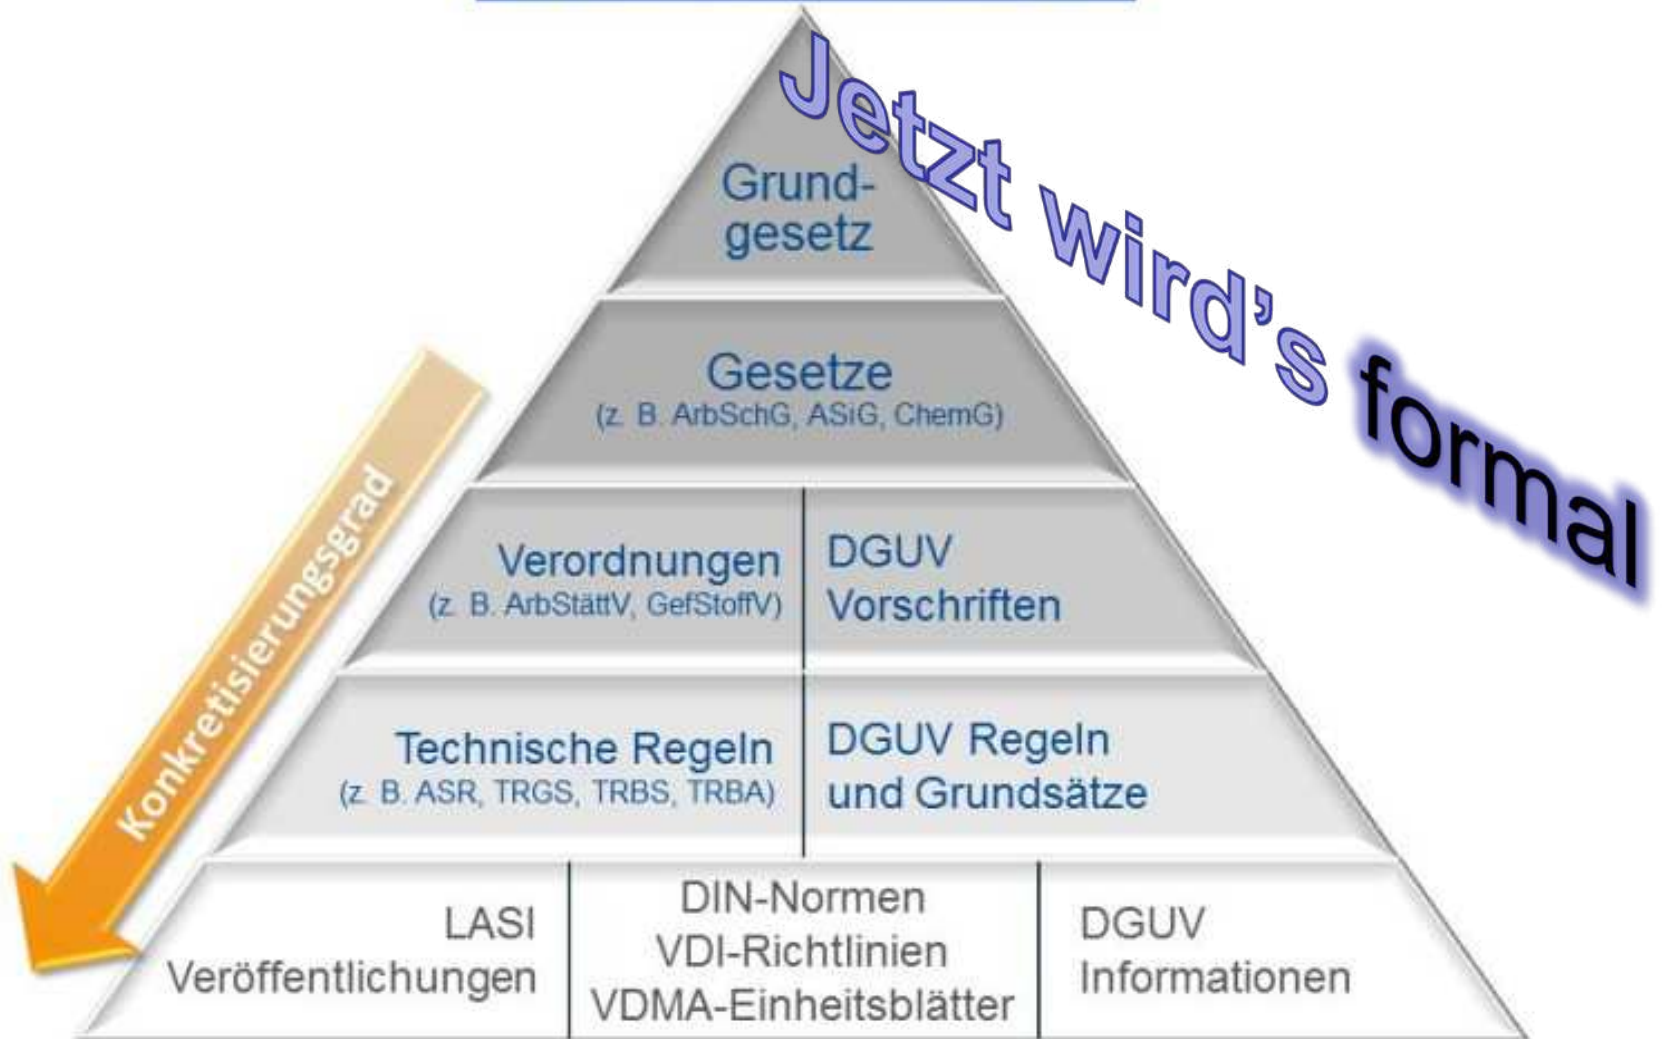 Jetzt wird's formal
Grund-
gesetz
Gesetze
(z. B. ArbSchG, ASiG, ChemG)
Verordnungen
(z. B. ArbStättV, GefStoffV)
DGUV
Vorschriften
Technische Regeln
(z. B. ASR, TRGS, TRBS, TRBA)
DGUV Regeln
und Grundsätze
LASI
Veröffentlichungen
DIN-Normen
VDI-Richtlinien
VDMA-Einheitsblätter
DGUV
Informationen
Konkretisierungsgrad